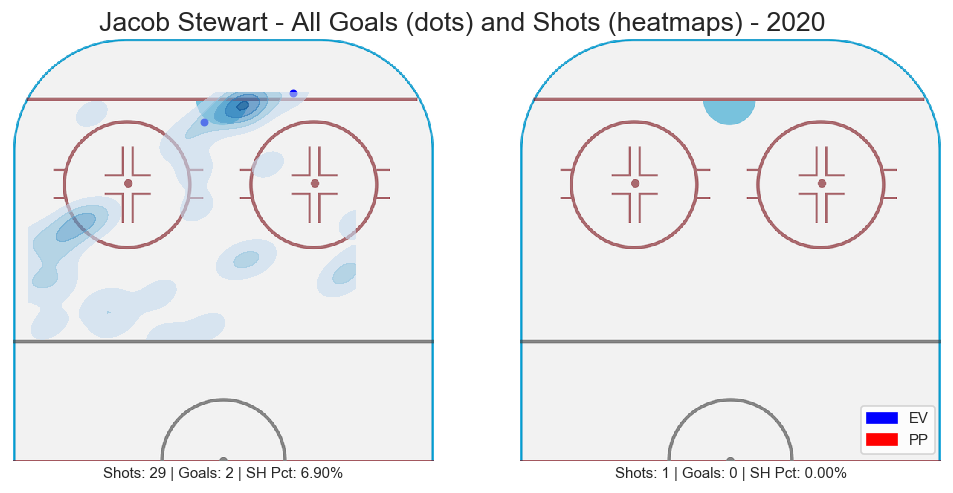 Jacob Stewart - All Goals (dots) and Shots (heatmaps) - 2020
EV
PP
Shots: 29 | Goals: 2 | SH Pct: 6.90%
Shots: 1 | Goals: 0 | SH Pct: 0.00%